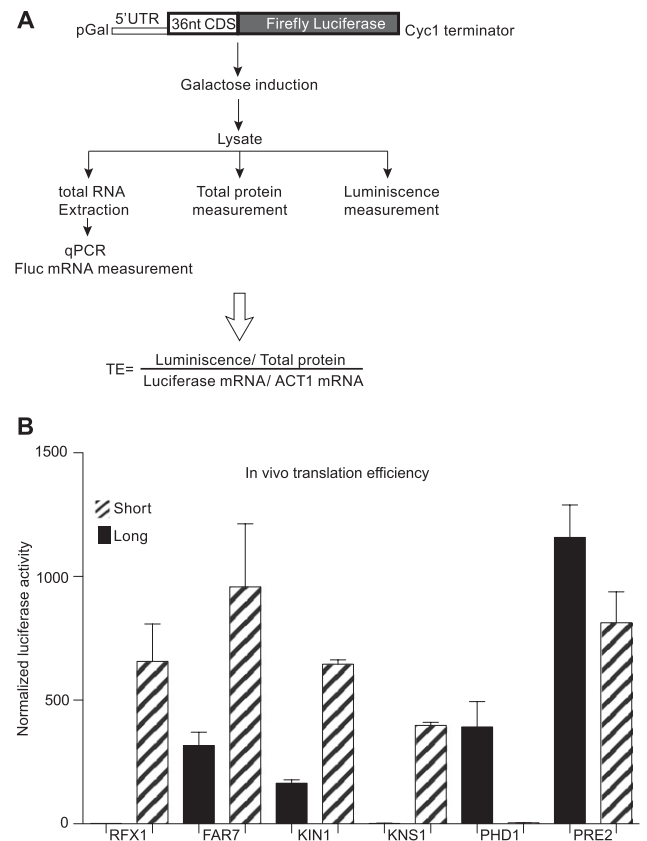 A
pGal 5'UTR 36nt CDS Firefly Luciferase Cyc1 terminator
Galactose induction
Lysate
total RNA
Extraction
Total protein
measurement
Luminiscence
measurement
qPCR
Fluc mRNA measurement
TE= Luminiscence/ Total protein
Luciferase mRNA/ ACT1 mRNA
B
In vivo translation efficiency
Short
Long
Normalized luciferase activity
1500
1000
500
0
RFX1 FAR7 KIN1 KNS1 PHD1 PRE2